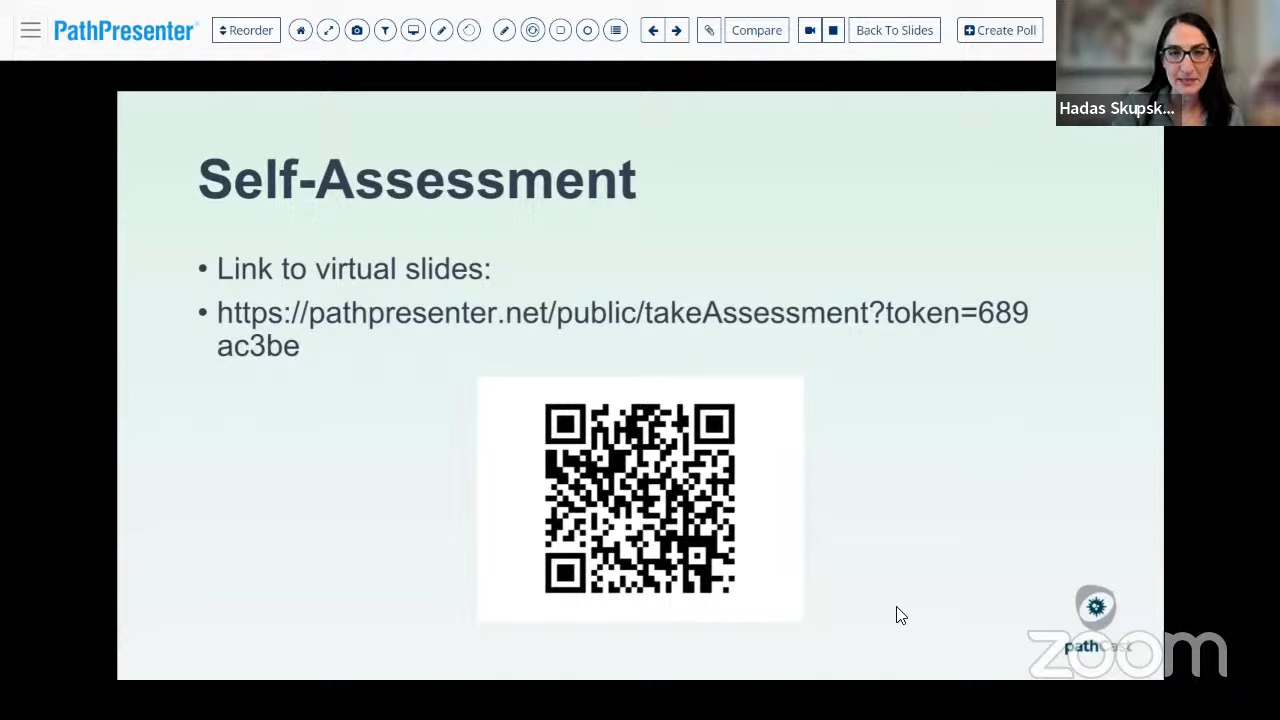 PathPresenter
Reorder
Compare
Back To Slides
Create Poll
Hadas Skupsk...
Self-Assessment
• Link to virtual slides:
• https://pathpresenter.net/public/takeAssessment?token=689
ac3be
pathCast
zoom